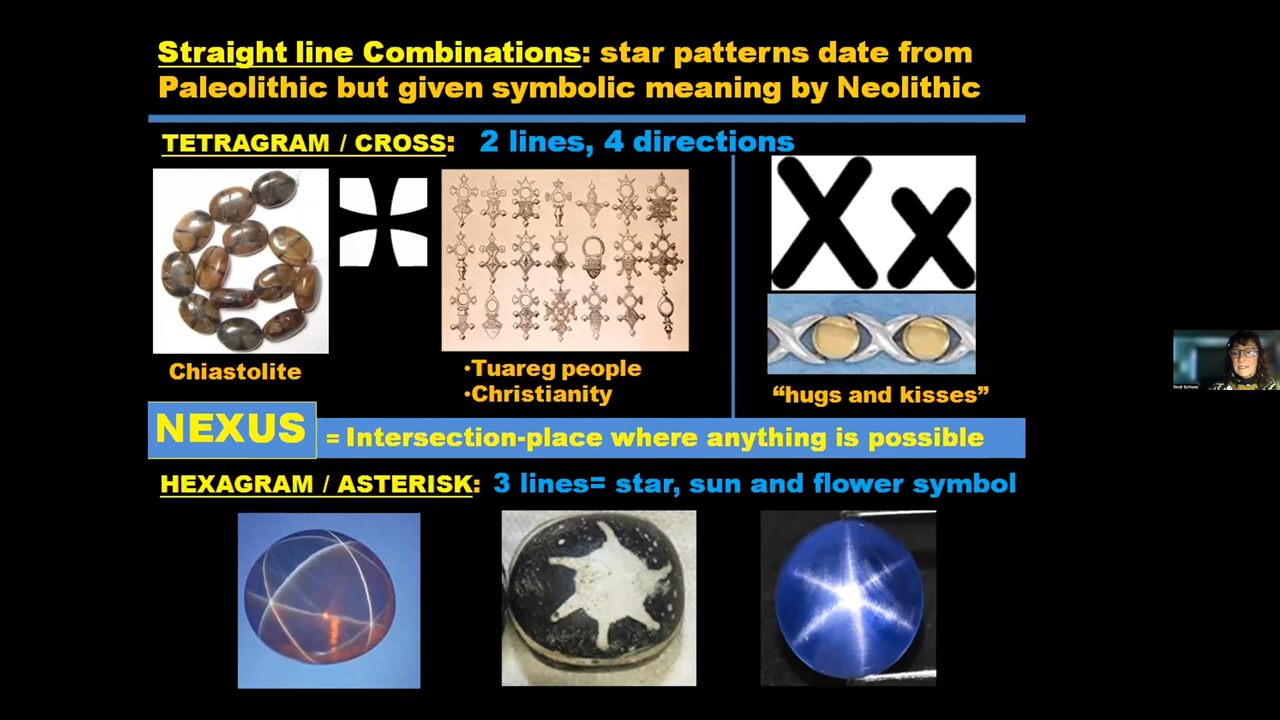 Straight line Combinations: star patterns date from
Paleolithic but given symbolic meaning by Neolithic
TETRAGRAM / CROSS: 2 lines, 4 directions
Xx
Chiastolite
•Tuareg people
•Christianity
“hugs and kisses”
NEXUS = Intersection-place where anything is possible
HEXAGRAM / ASTERISK: 3 lines= star, sun and flower symbol